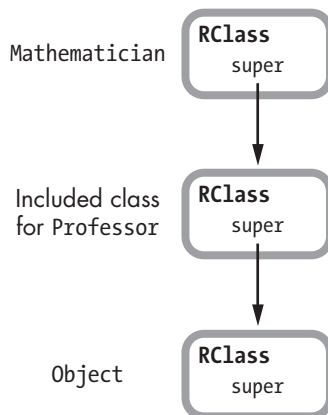 Mathematician
RClass
super
Included class
for Professor
RClass
super
Object
RClass
super